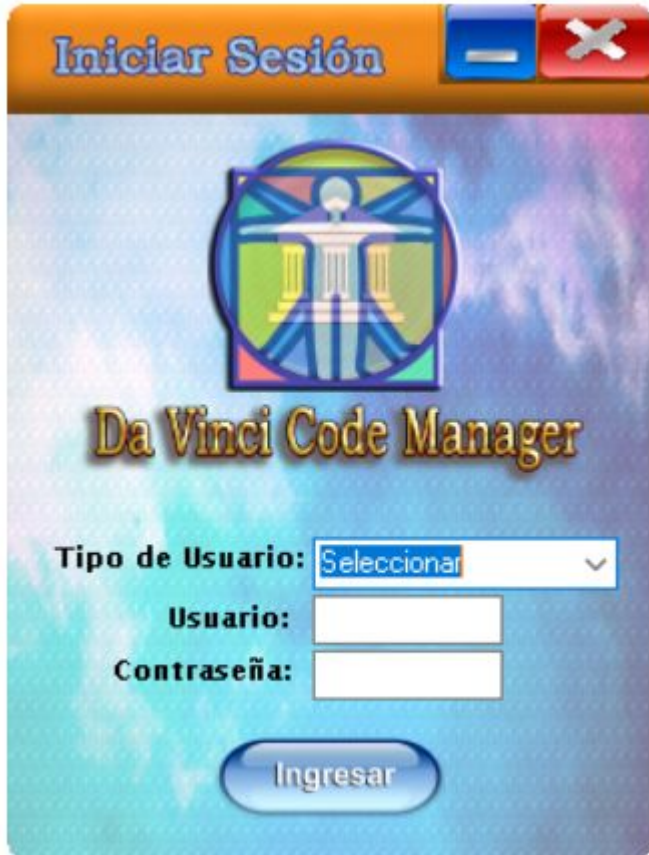 Iniciar Sesión
Da Vinci Code Manager
Tipo de Usuario: Seleccionar
Usuario:
Contraseña:
Ingresar